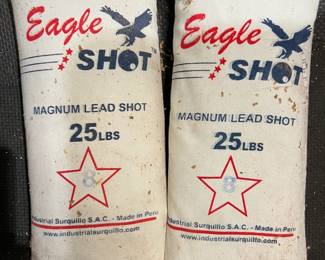 Eagle
SHOT
MAGNUM LEAD SHOT
25LBS
8
Industrial Surquillo S.A.C. - Made in Peru
www.industrialsurquillo.com
Eagle
SHOT
MAGNUM LEAD SHOT
25LBS
8
Industrial Surquillo S.A.C. - Made in Peru
www.industrialsurquillo.com